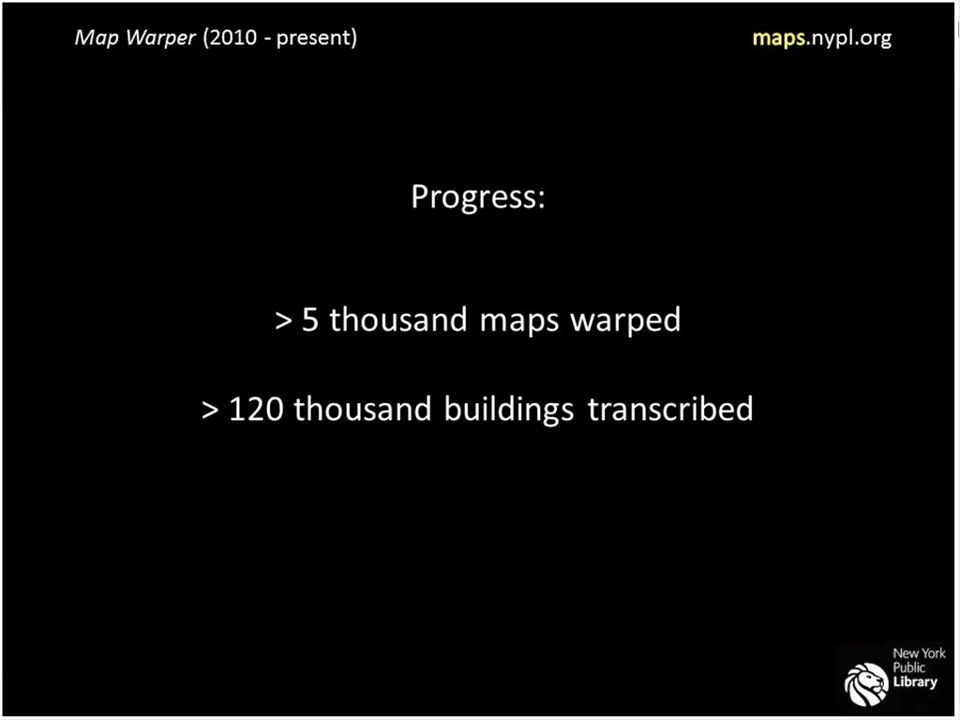 Map Warper (2010 - present)
maps.nypl.org
Progress:
> 5 thousand maps warped
> 120 thousand buildings transcribed
New York
Public
Library